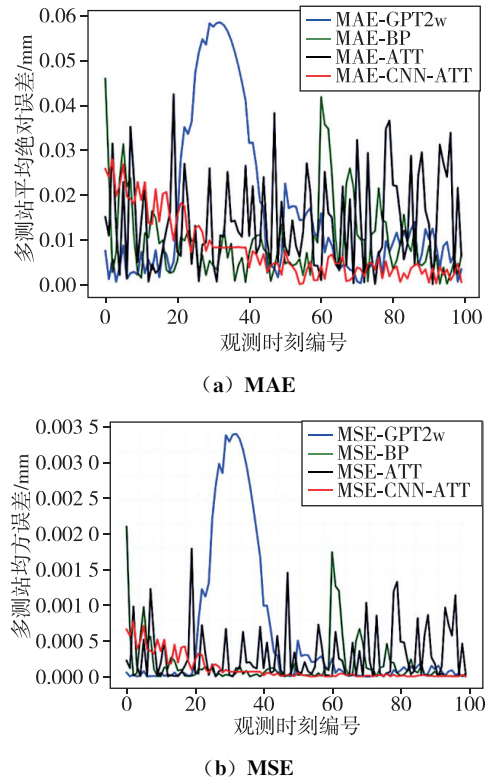 0.06
0.05
0.04
0.03
0.02
0.01
0.00
多测站平均绝对误差/mm
MAE-GPT2w
MAE-BP
MAE-ATT
MAE-CNN-ATT
0 20 40 60 80 100
观测时刻编号
(a) MAE
0.003 5
0.003 0
0.002 5
0.002 0
0.001 5
0.001 0
0.000 5
0.000 0
多测站均方误差/mm
MSE-GPT2w
MSE-BP
MSE-ATT
MSE-CNN-ATT
0 20 40 60 80 100
观测时刻编号
(b) MSE